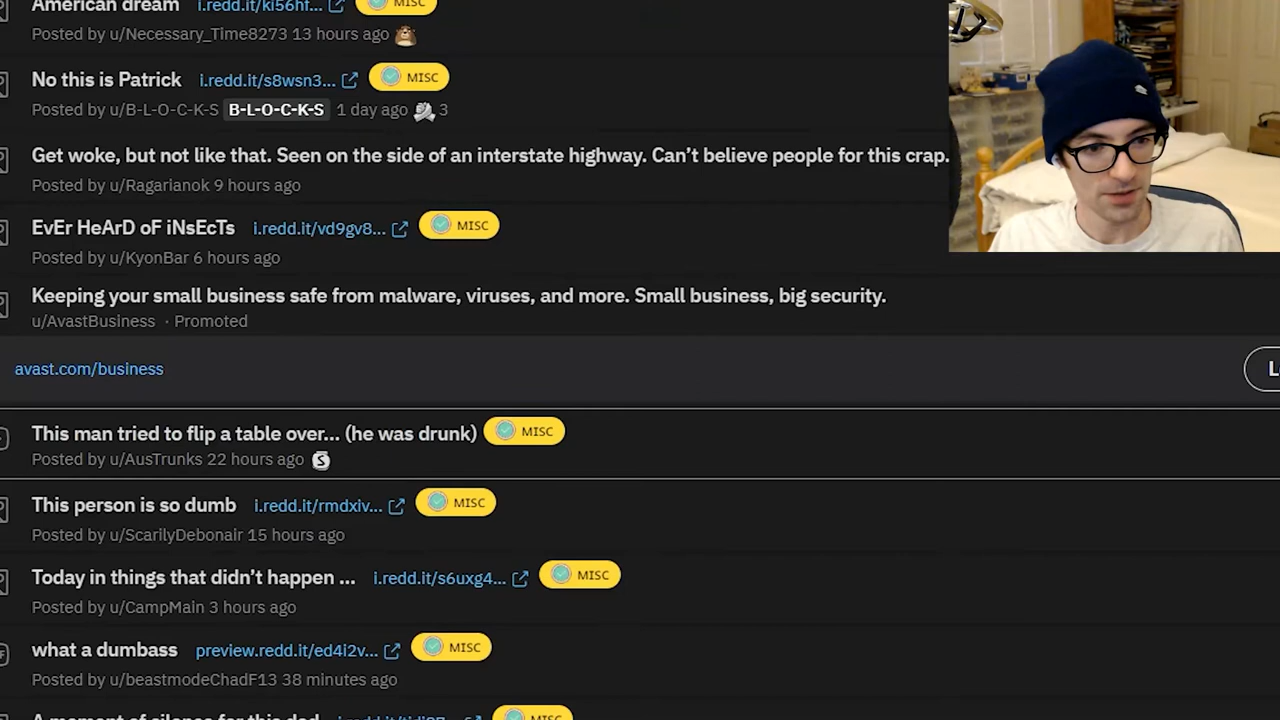 American dream i.redd.it/ki56hf... MISC
Posted by u/Necessary_Time8273 13 hours ago
No this is Patrick i.redd.it/s8wsn3... MISC
Posted by u/B-L-O-C-K-S B-L-O-C-K-S 1 day ago 3
Get woke, but not like that. Seen on the side of an interstate highway. Can’t believe people for this crap.
Posted by u/Ragarianok 9 hours ago
EvEr HeArD oF iNsEcTs i.redd.it/vd9gv8... MISC
Posted by u/KyonBar 6 hours ago
Keeping your small business safe from malware, viruses, and more. Small business, big security.
u/AvastBusiness · Promoted
avast.com/business
This man tried to flip a table over... (he was drunk) MISC
Posted by u/AusTrunks 22 hours ago S
This person is so dumb i.redd.it/rmdxiv... MISC
Posted by u/ScarilyDebonair 15 hours ago
Today in things that didn’t happen ... i.redd.it/s6uxg4... MISC
Posted by u/CampMain 3 hours ago
what a dumbass preview.redd.it/ed4i2v... MISC
Posted by u/beastmodeChadF13 38 minutes ago
A moment of silence for this dad MISC